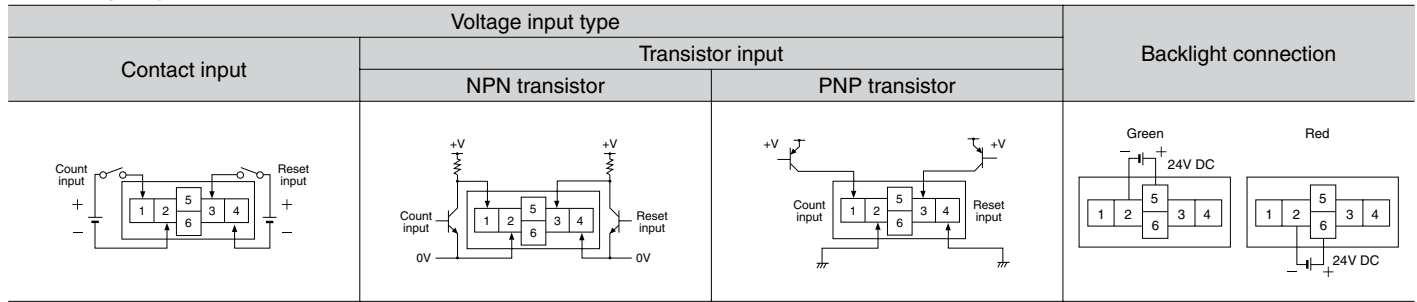 Voltage input type
Backlight connection
Contact input
Transistor input
NPN transistor
PNP transistor
Count
input
Reset
input
+
−
+
−
1 2 5 6 3 4
+V
+V
Count
input
Reset
input
1 2 5 6 3 4
0V
0V
+V
+V
Count
input
Reset
input
1 2 5 6 3 4
Green
− +
24V DC
1 2 5 6 3 4
Red
1 2 5 6 3 4
− +
24V DC